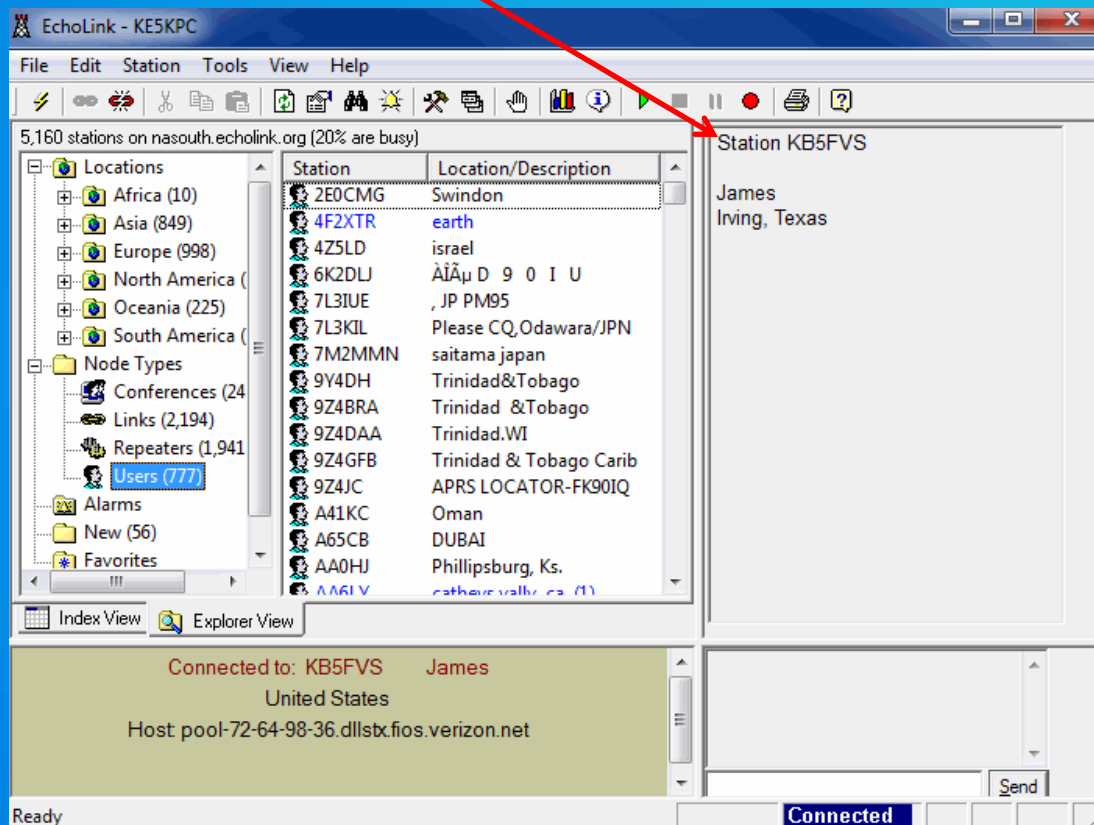 EchoLink - KE5KPC
File Edit Station Tools View Help
5,160 stations on nasouth.echolink.org (20% are busy)
Locations
Africa (10)
Asia (849)
Europe (998)
North America (
Oceania (225)
South America (
Node Types
Conferences (24
Links (2,194)
Repeaters (1,941
Users (777)
Alarms
New (56)
Favorites
Station Location/Description
2E0CMG Swindon
4F2XTR earth
4Z5LD israel
6K2DLJ ÀÎÃµ D 9 0 I U
7L3IUE , JP PM95
7L3KIL Please CQ,Odawara/JPN
7M2MMN saitama japan
9Y4DH Trinidad&Tobago
9Z4BRA Trinidad &Tobago
9Z4DAA Trinidad.WI
9Z4GFB Trinidad & Tobago Carib
9Z4JC APRS LOCATOR-FK90IQ
A41KC Oman
A65CB DUBAI
AA0HJ Phillipsburg, Ks.
AA6LY catheys vally, ca (1)
Index View Explorer View
Station KB5FVS
James
Irving, Texas
Connected to: KB5FVS James
United States
Host: pool-72-64-98-36.dllstx.fios.verizon.net
Send
Ready
Connected